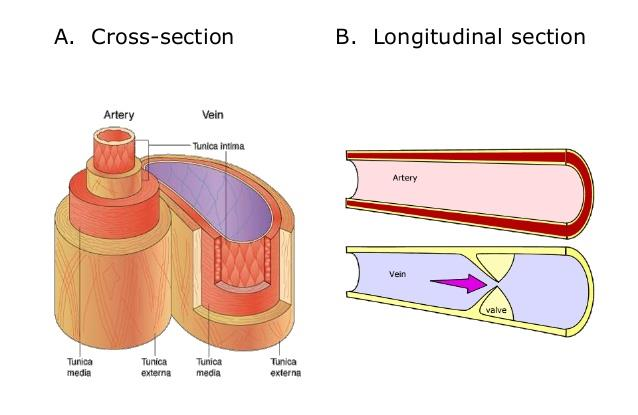 A. Cross-section
B. Longitudinal section
Artery
Vein
Tunica intima
Tunica
media
Tunica
externa
Tunica
media
Tunica
externa
Artery
Vein
valve